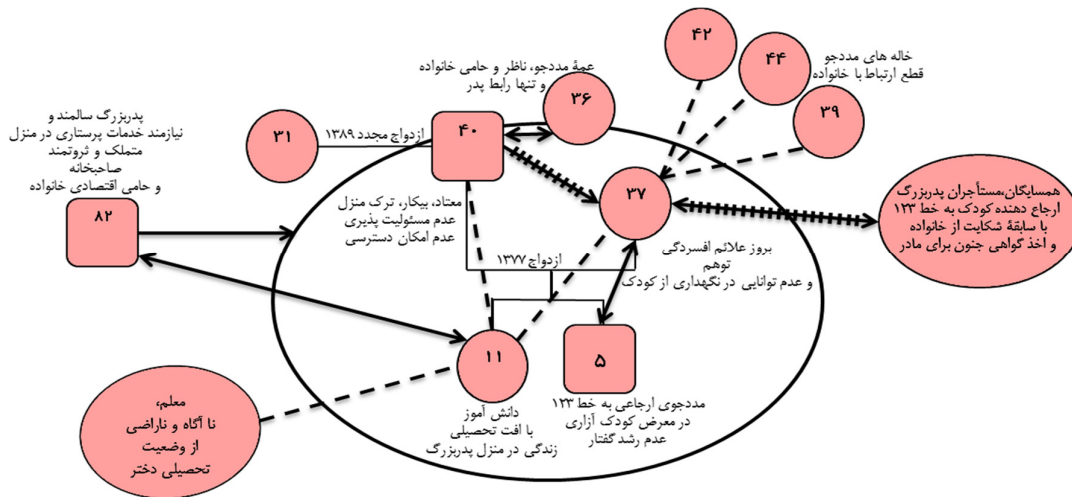 ۴۲
۴۴
۳۹
خاله های مددجو
قطع ارتباط با خانواده
عمهٔ مددجو، ناظر و حامی خانواده
و تنها رابط پدر
۳۶
۴۰
ازدواج مجدد ۱۳۸۹
۳۱
پدربزرگ سالمند و
نیازمند خدمات پرستاری در منزل
متملک و ثروتمند
صاحبخانه
و حامی اقتصادی خانواده
۸۲
۳۷
معتاد، بیکار، ترک منزل
عدم مسئولیت پذیری
عدم امکان دسترسی
همسایگان،مستأجران پدربزرگ
ارجاع دهنده کودک به خط ۱۲۳
با سابقهٔ شکایت از خانواده
و اخذ گواهی جنون برای مادر
ازدواج ۱۳۷۷
بروز علائم افسردگی
توهم
و عدم توانایی در نگهداری از کودک
۱۱
۵
دانش آموز
با افت تحصیلی
زندگی در منزل پدربزرگ
مددجوی ارجاعی به خط ۱۲۳
در معرض کودک آزاری
عدم رشد گفتار
معلم،
نا آگاه و ناراضی
از وضعیت
تحصیلی دختر